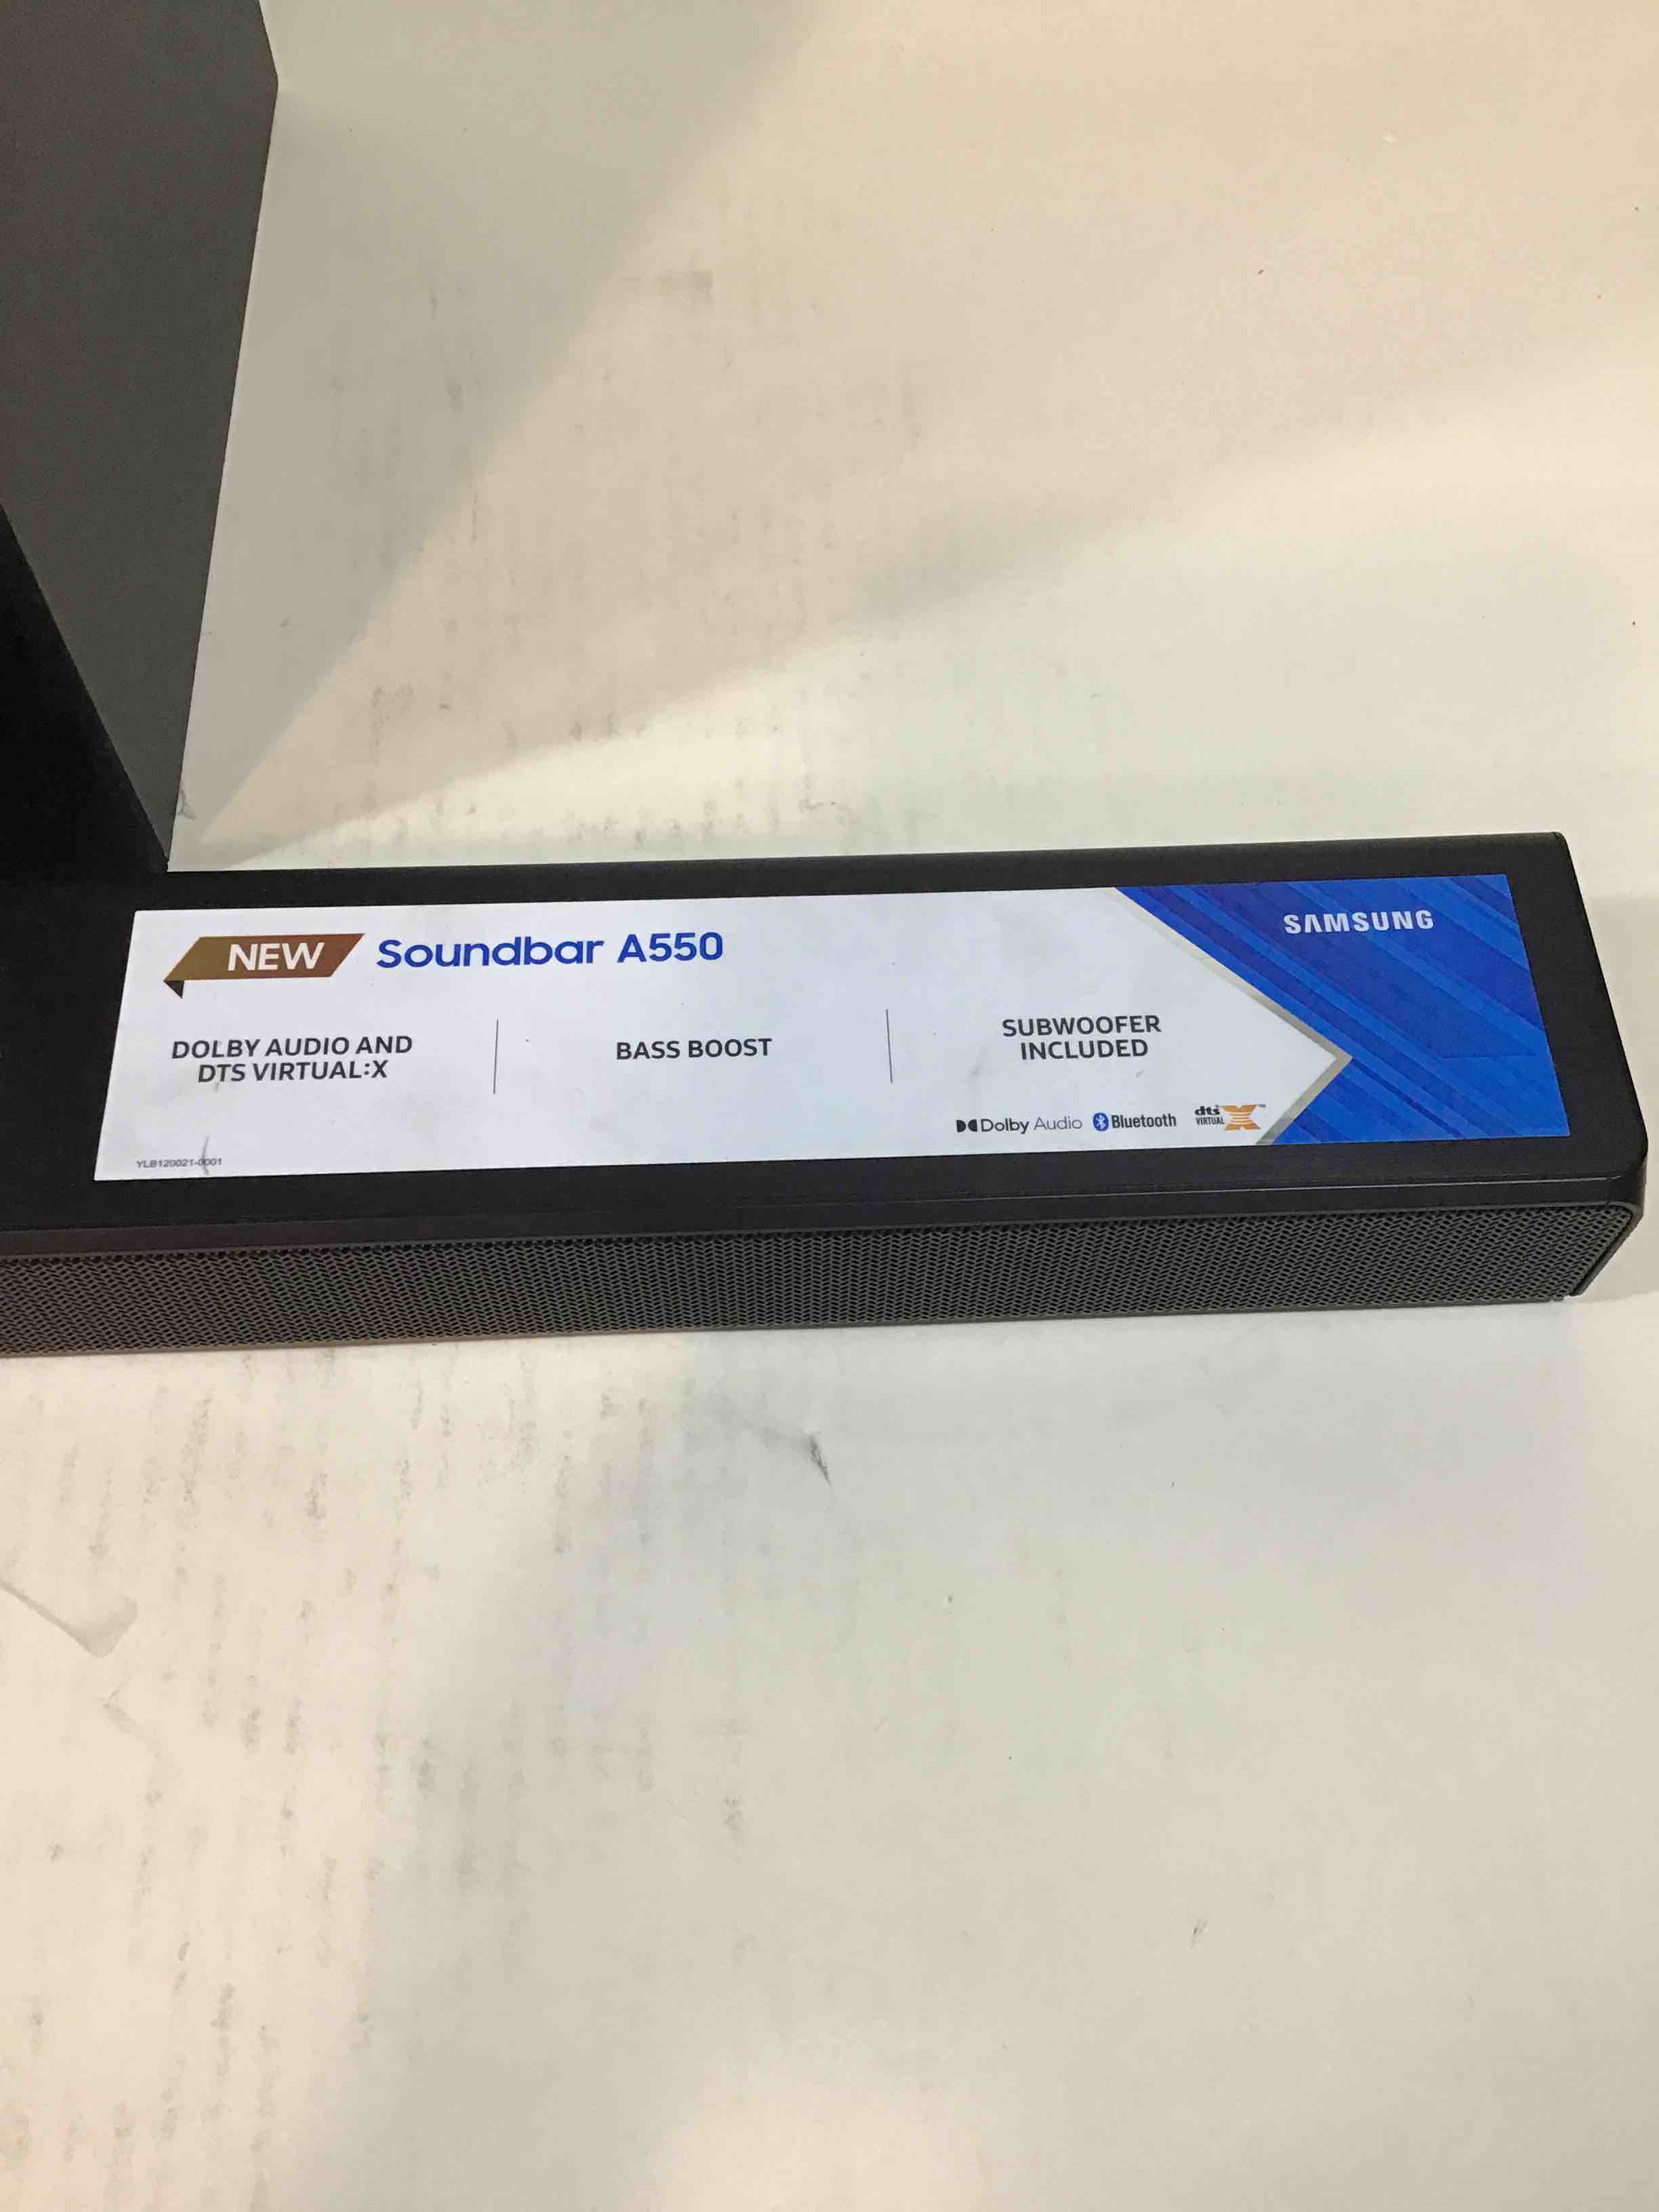 NEW Soundbar A550
SAMSUNG
DOLBY AUDIO AND
DTS VIRTUAL:X
BASS BOOST
SUBWOOFER
INCLUDED
Dolby Audio Bluetooth dts VIRTUAL X™
YLB120021-0001